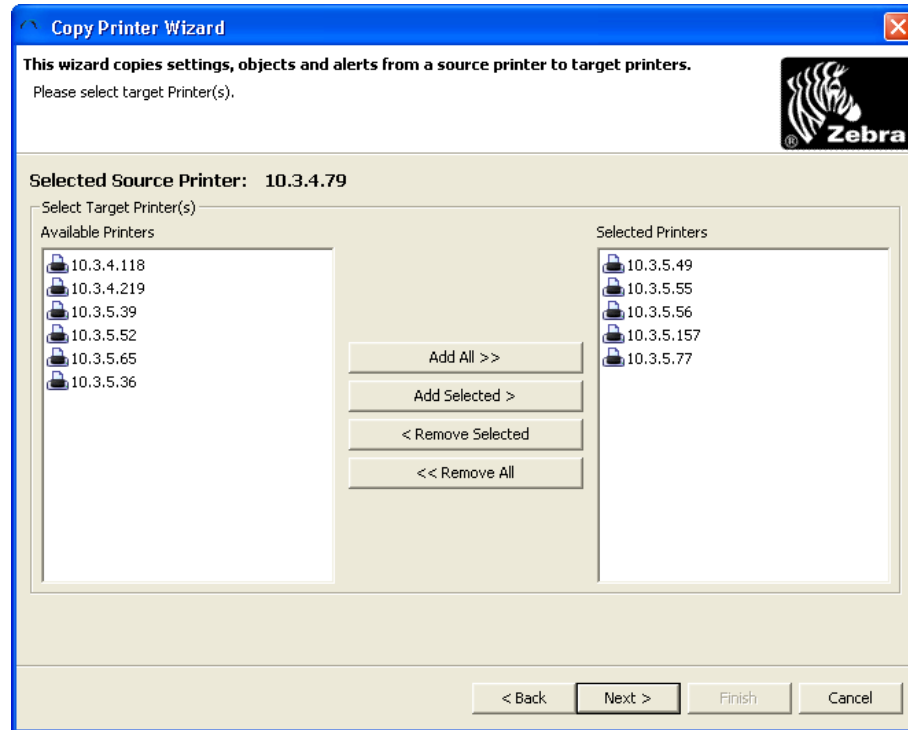 Copy Printer Wizard
This wizard copies settings, objects and alerts from a source printer to target printers.
Please select target Printer(s).
® Zebra
Selected Source Printer: 10.3.4.79
Select Target Printer(s)
Available Printers
10.3.4.118
10.3.4.219
10.3.5.39
10.3.5.52
10.3.5.65
10.3.5.36
Add All >>
Add Selected >
< Remove Selected
<< Remove All
Selected Printers
10.3.5.49
10.3.5.55
10.3.5.56
10.3.5.157
10.3.5.77
< Back Next > Finish Cancel